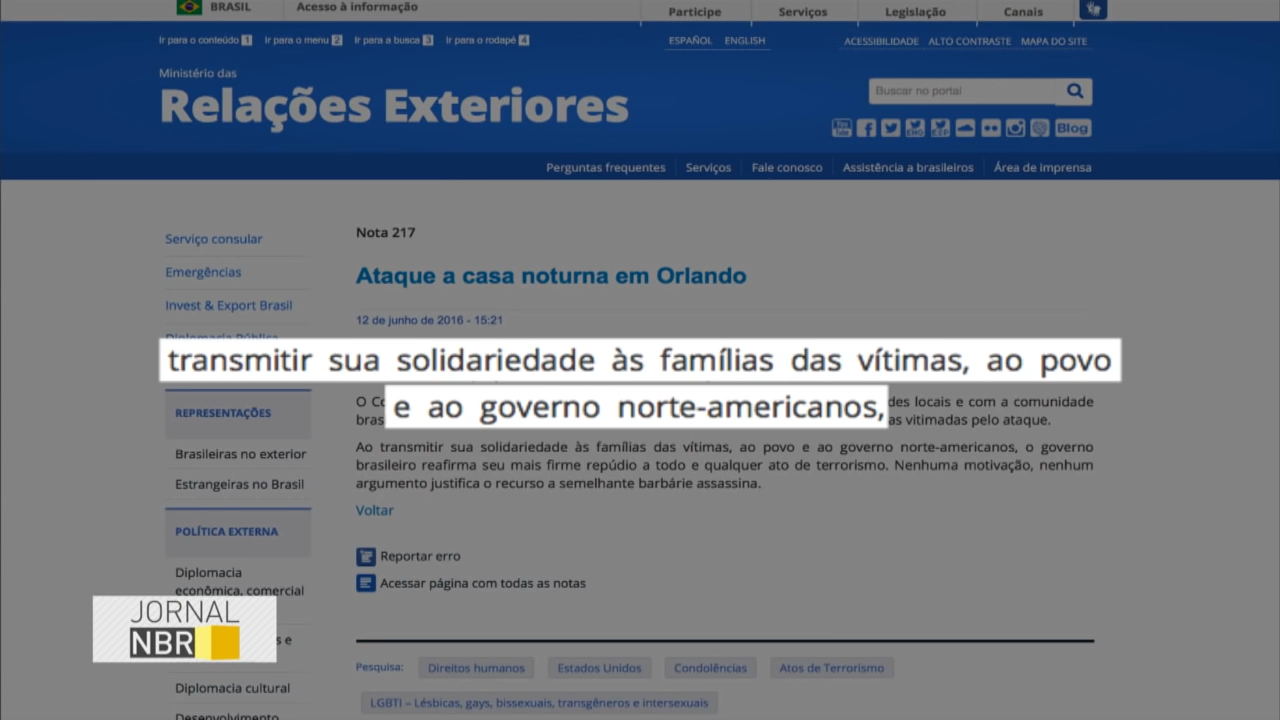 BRASIL
Acesso à informação
Participe
Serviços
Legislação
Canais
Ir para o conteúdo 1 Ir para o menu 2 Ir para a busca 3 Ir para o rodapé 4
ESPAÑOL ENGLISH
ACESSIBILIDADE ALTO CONTRASTE MAPA DO SITE
Ministério das
Relações Exteriores
Buscar no portal
Blog
Perguntas frequentes Serviços Fale conosco Assistência a brasileiros Área de imprensa
Serviço consular
Emergências
Invest & Export Brasil
Diplomacia Pública
REPRESENTAÇÕES
Brasileiras no exterior
Estrangeiras no Brasil
POLÍTICA EXTERNA
Diplomacia
econômica, comercial
s e
Diplomacia cultural
Desenvolvimento
Nota 217
Ataque a casa noturna em Orlando
12 de junho de 2016 - 15:21
transmitir sua solidariedade às famílias das vítimas, ao povo
e ao governo norte-americanos,
O Co des locais e com a comunidade
bras as vitimadas pelo ataque.
Ao transmitir sua solidariedade às famílias das vítimas, ao povo e ao governo norte-americanos, o governo
brasileiro reafirma seu mais firme repúdio a todo e qualquer ato de terrorismo. Nenhuma motivação, nenhum
argumento justifica o recurso a semelhante barbárie assassina.
Voltar
Reportar erro
Acessar página com todas as notas
Pesquisa: Direitos humanos Estados Unidos Condolências Atos de Terrorismo
LGBTI – Lésbicas, gays, bissexuais, transgêneros e intersexuais
JORNAL
NBR